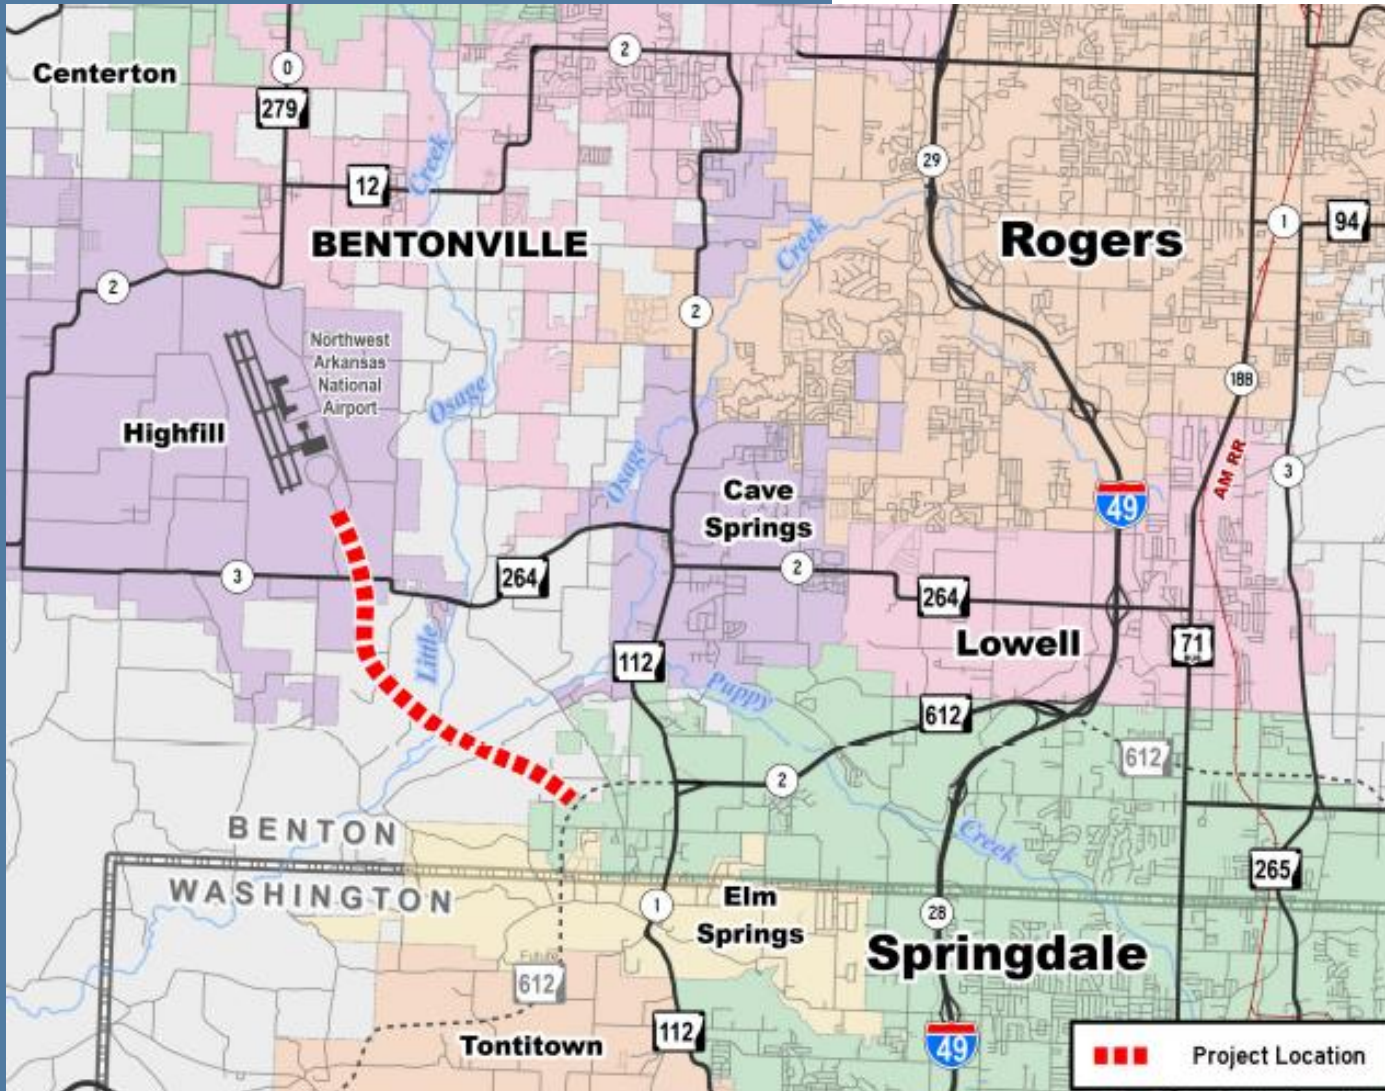 Centerton
0
279
2
12
Creek
BENTONVILLE
29
Rogers
1
94
2
Creek
2
Northwest
Arkansas
National
Airport
Osage
18B
Highfill
Osage
Cave
Springs
49
AM RR
3
3
264
2
264
Little
112
Lowell
71
Puppy
612
612
2
BENTON
Creek
WASHINGTON
265
1
Elm
Springs
28
Springdale
Future
612
Tontitown
112
49
Project Location